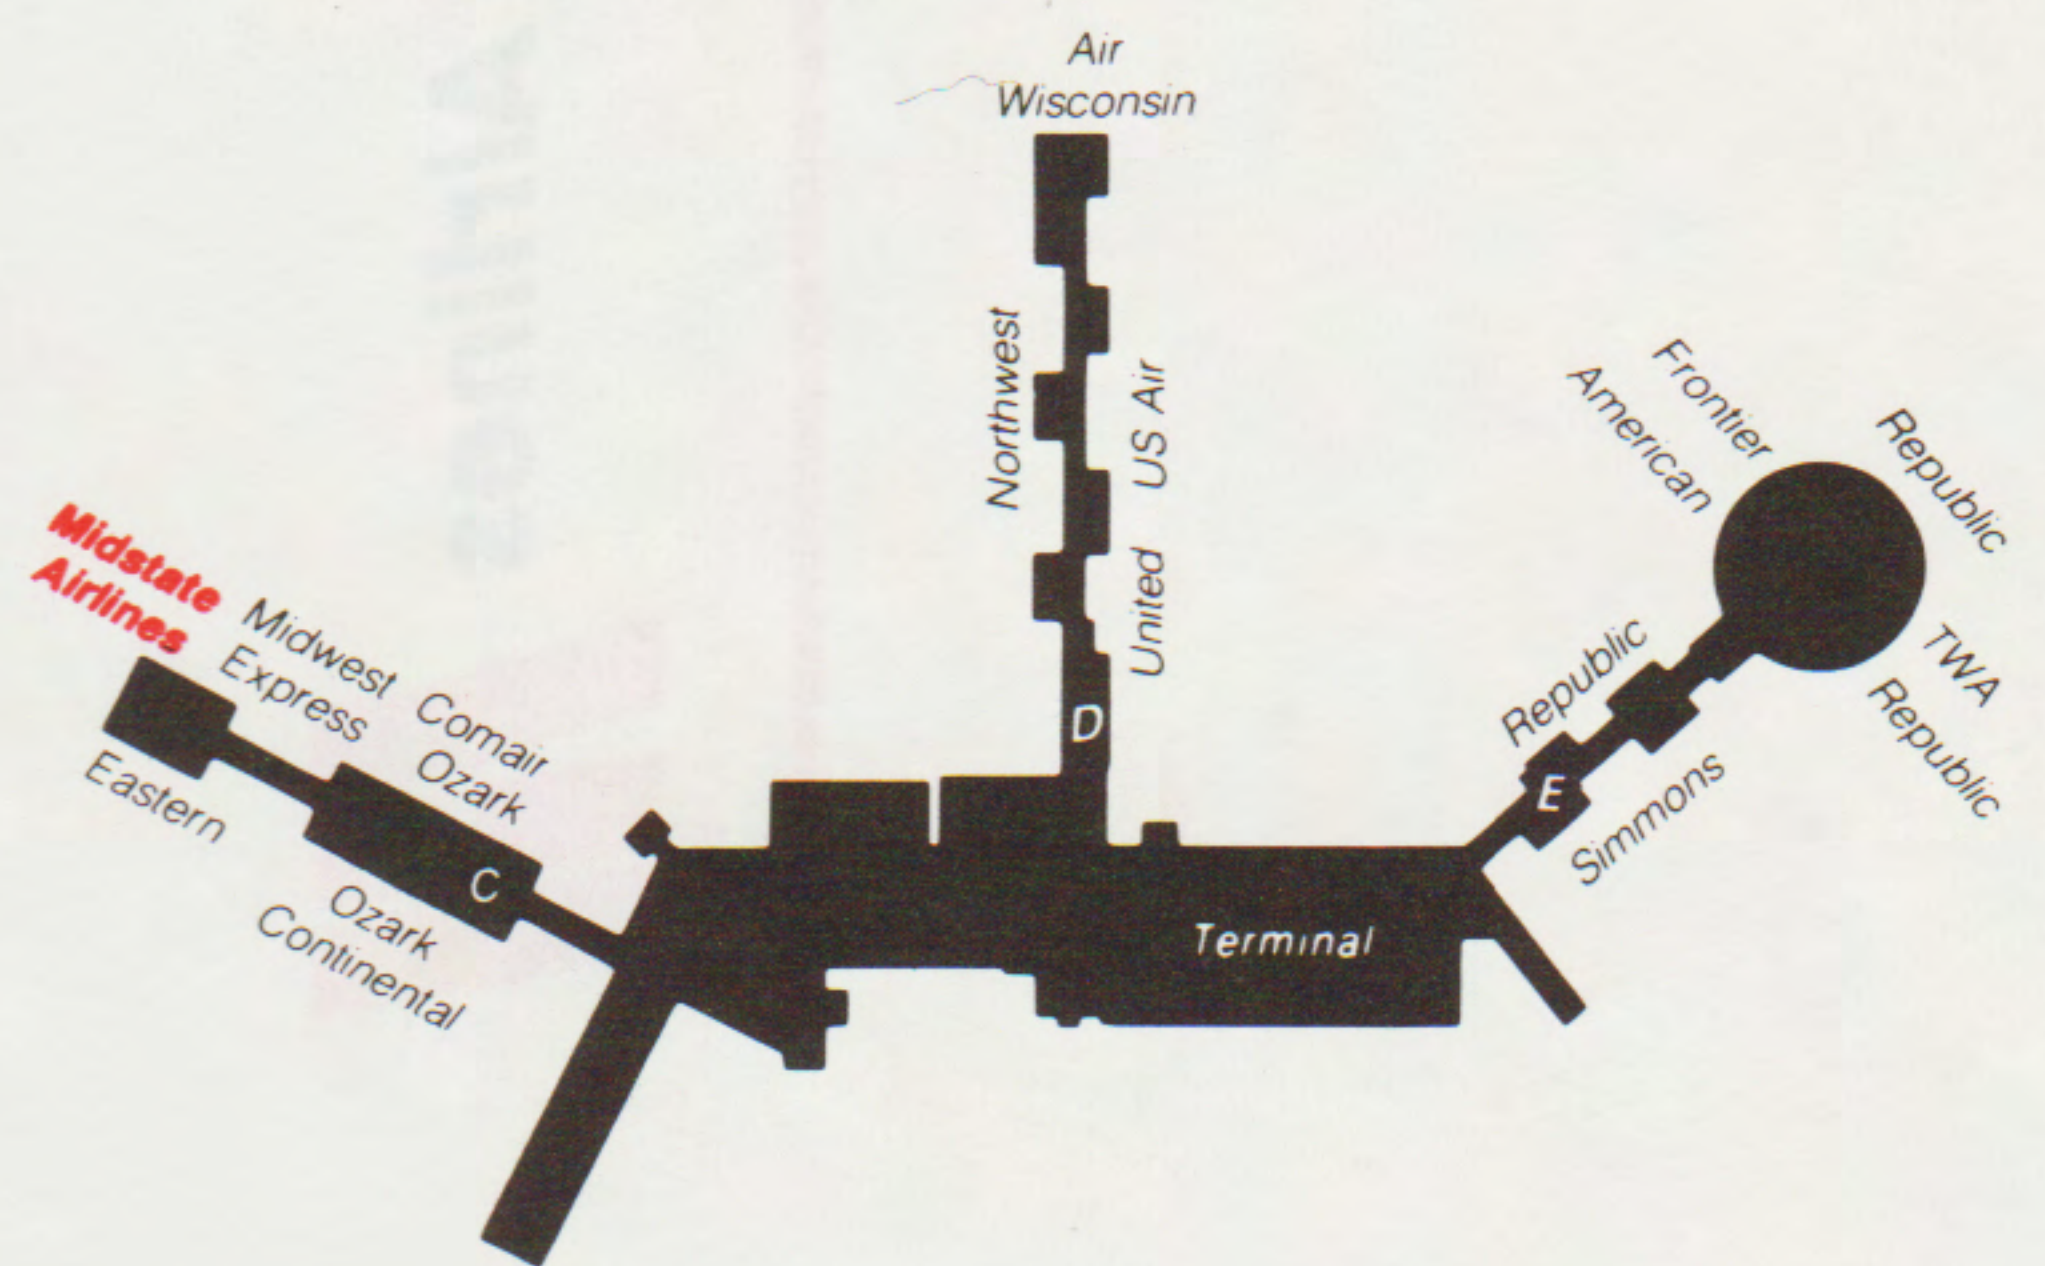 Air
Wisconsin
Northwest
US Air
United
D
Frontier
American
Republic
TWA
Republic
Republic
Simmons
E
Midstate
Airlines
Midwest
Express
Comair
Ozark
Eastern
C
Ozark
Continental
Terminal